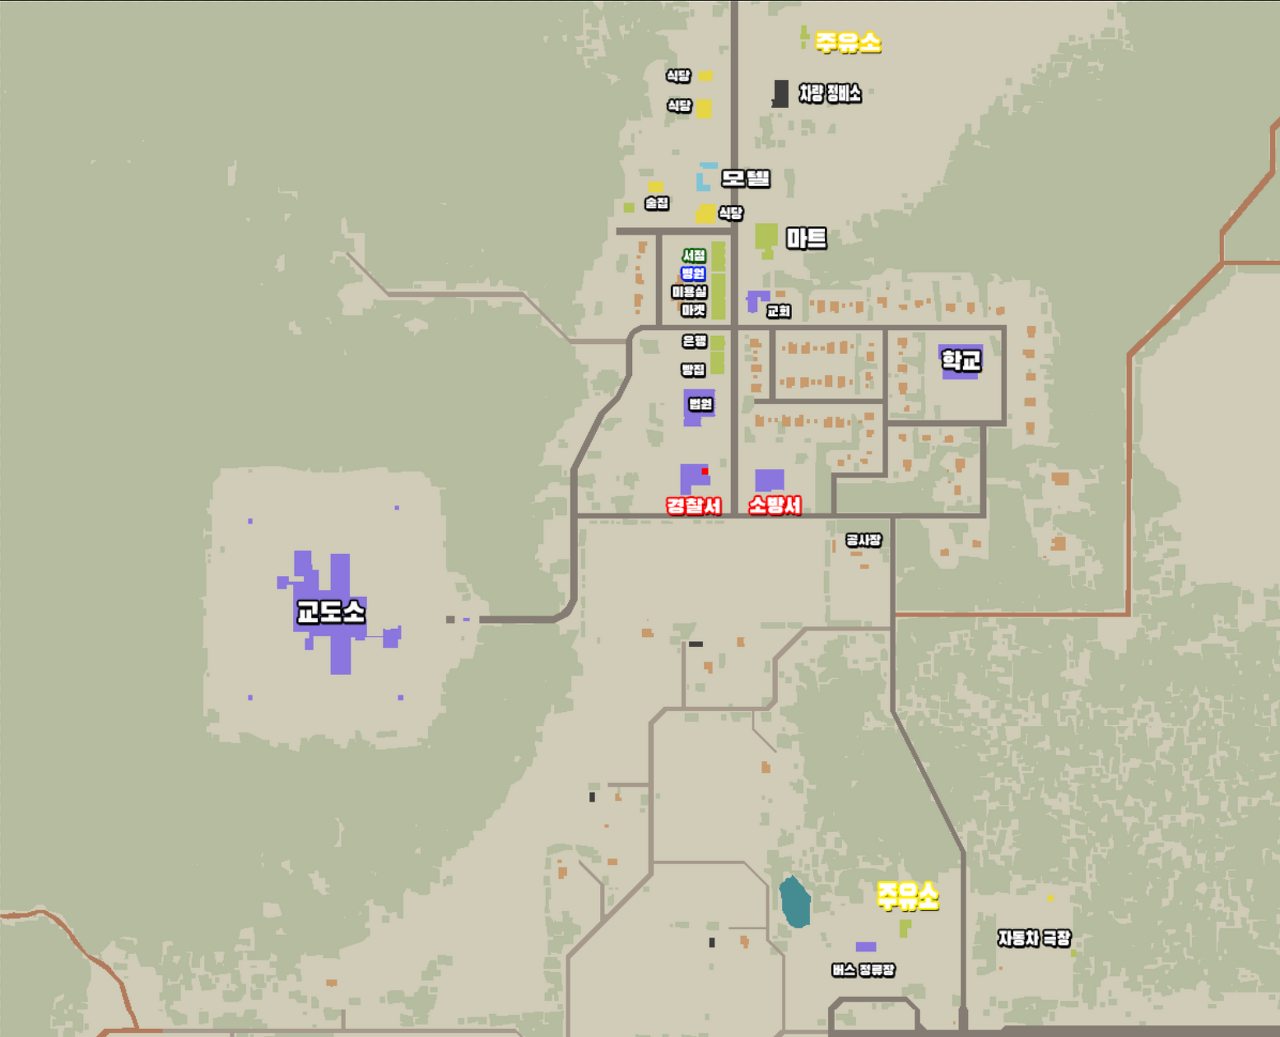 주유소
식당
차량 정비소
식당
모텔
술집
식당
마트
서점
병원
미용실
마켓
교회
은행
빵집
학교
법원
경찰서
소방서
공사장
교도소
주유소
자동차 극장
버스 정류장